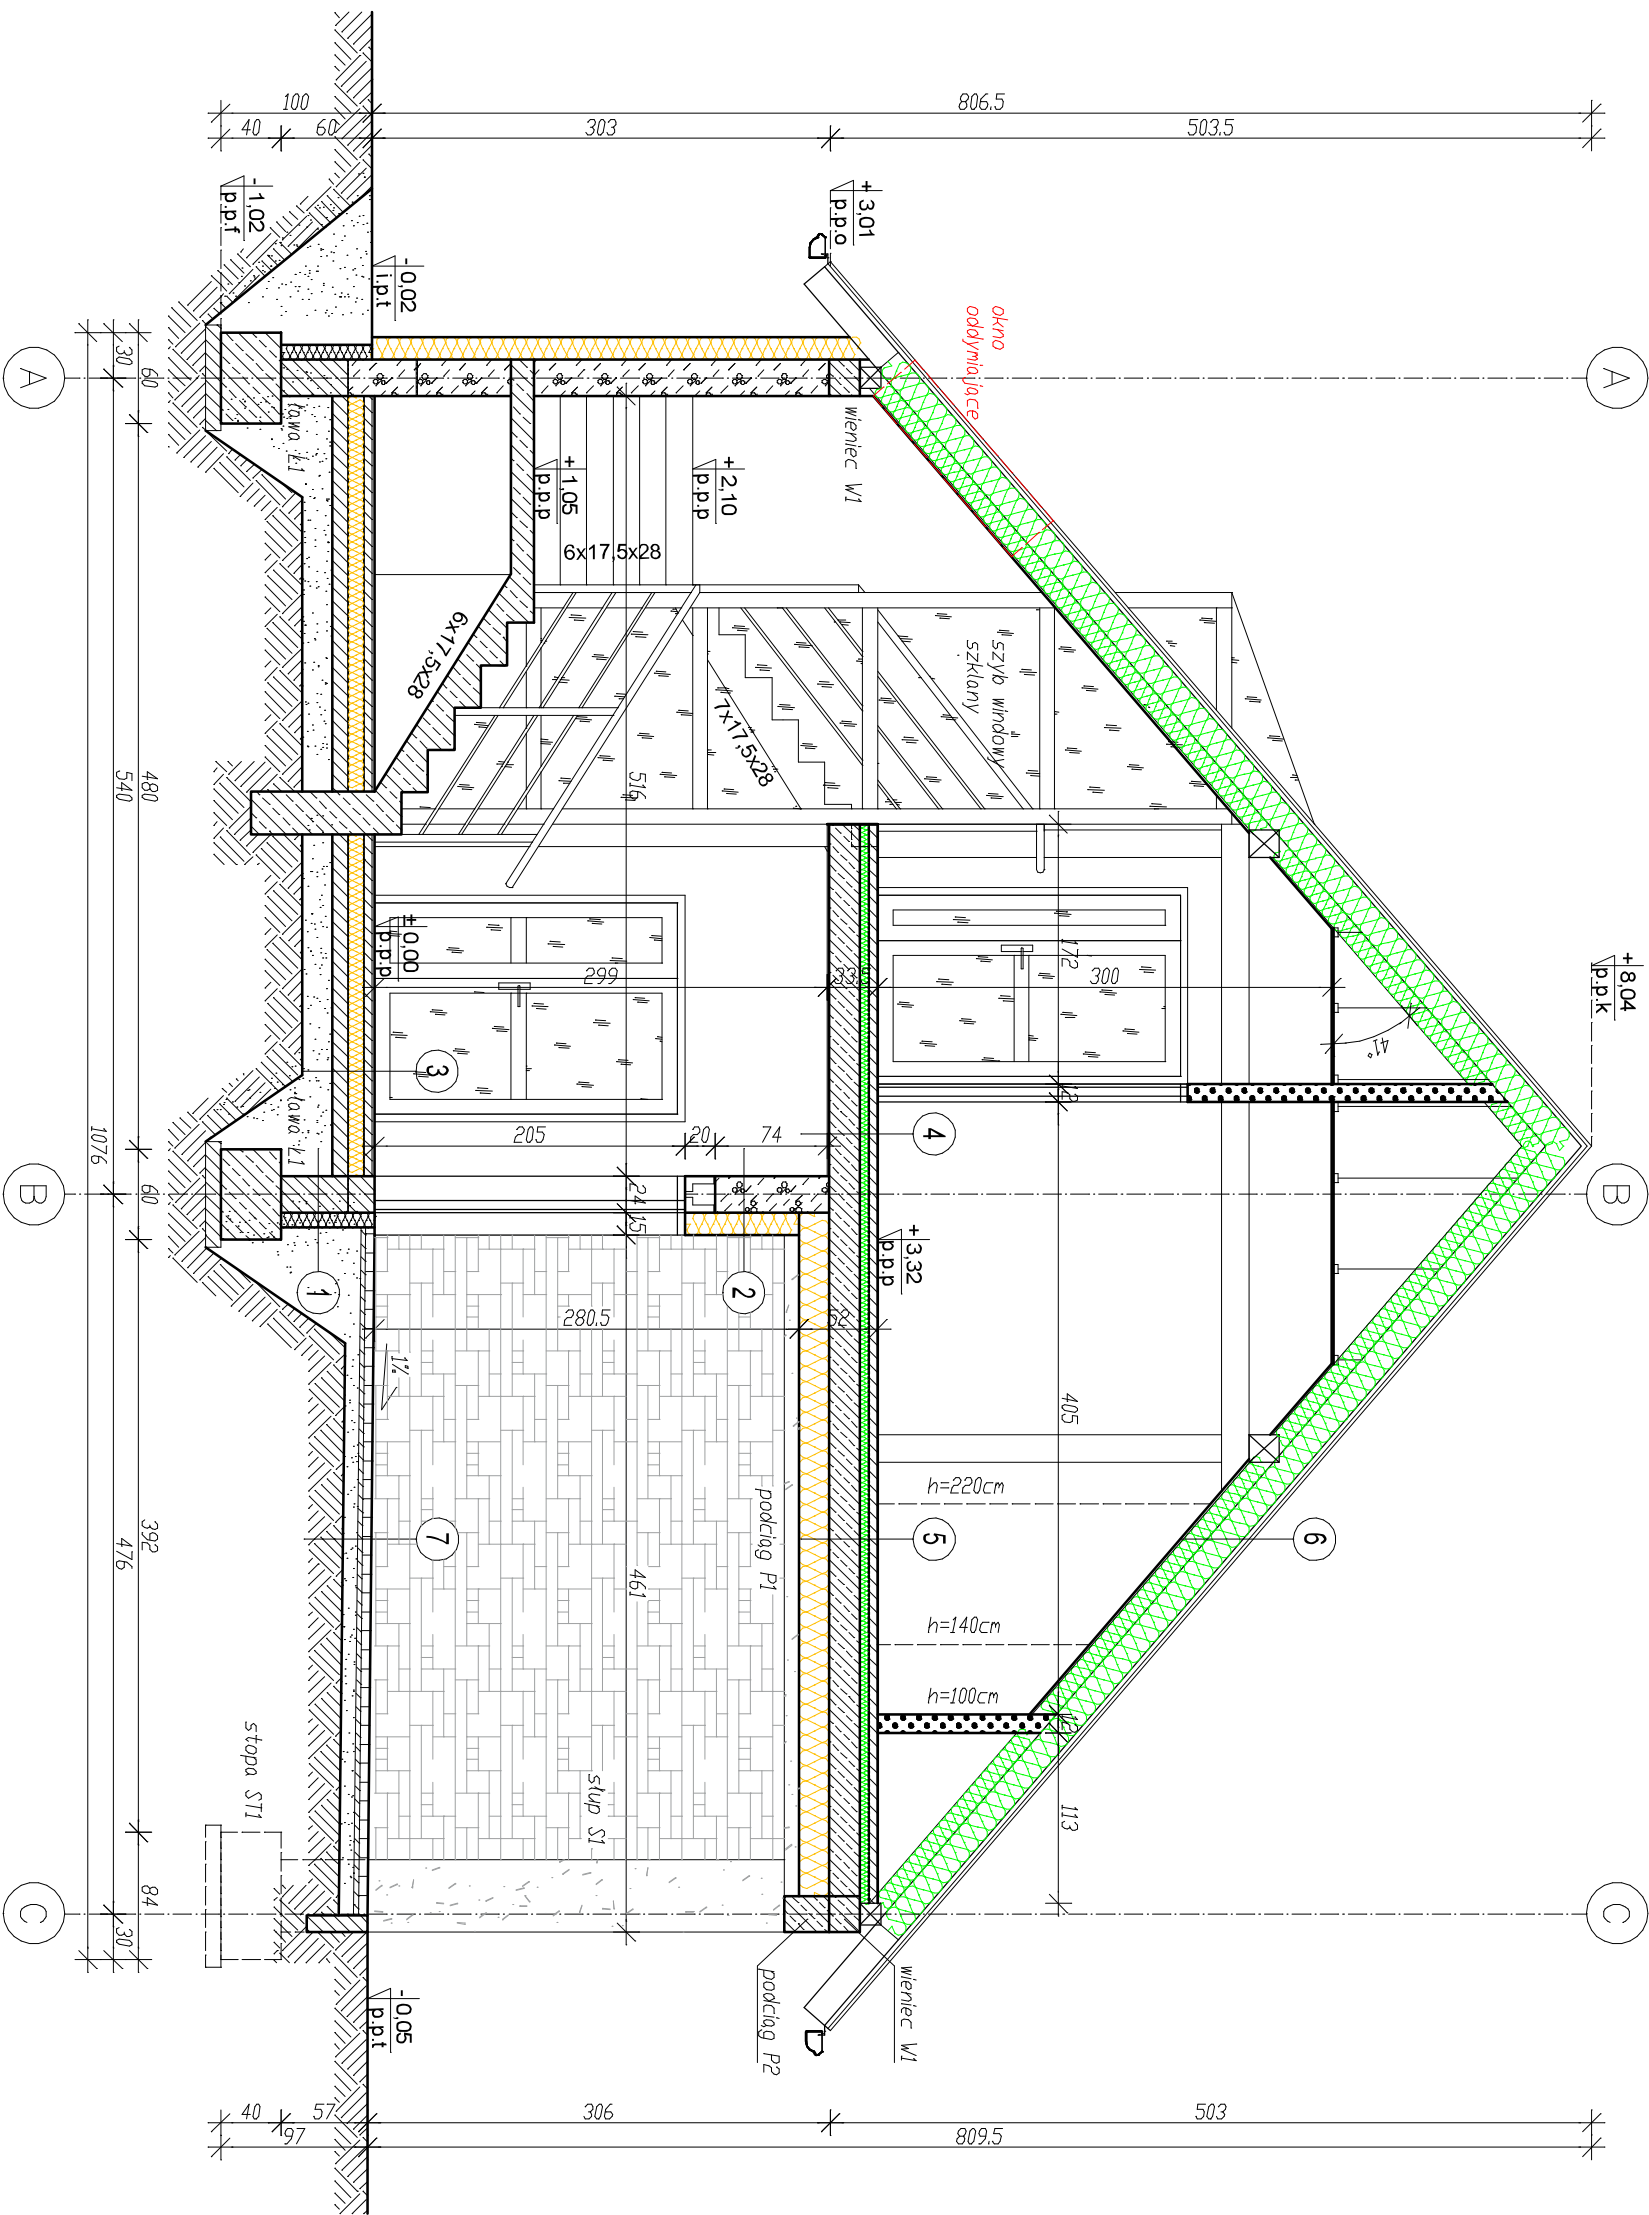 A
B
C
806.5
503.5
303
100
60
40
+8,04
p.p.k
+3,01
p.p.o
-0,02
i.p.t
-1,02
p.p.f
okno
oddymiające
wieniec W1
+2,10
p.p.p
+1,05
p.p.p
6x17,5x28
6x17,5x28
7x17,5x28
szyb windowy
szklany
516
41°
172
300
12
33.5
299
±0,00
p.p.p
3
4
205
20
74
24
15
2
1
+3,32
p.p.p
280.5
52
405
h=220cm
h=140cm
h=100cm
6
5
7
12
113
podciąg P1
461
słup S1
1%
ława Ł1
ława Ł1
stopa ST1
wieniec W1
podciąg P2
-0,05
p.p.t
503
306
809.5
57
97
40
60
480
60
392
84
30
540
476
30
1076
A
B
C